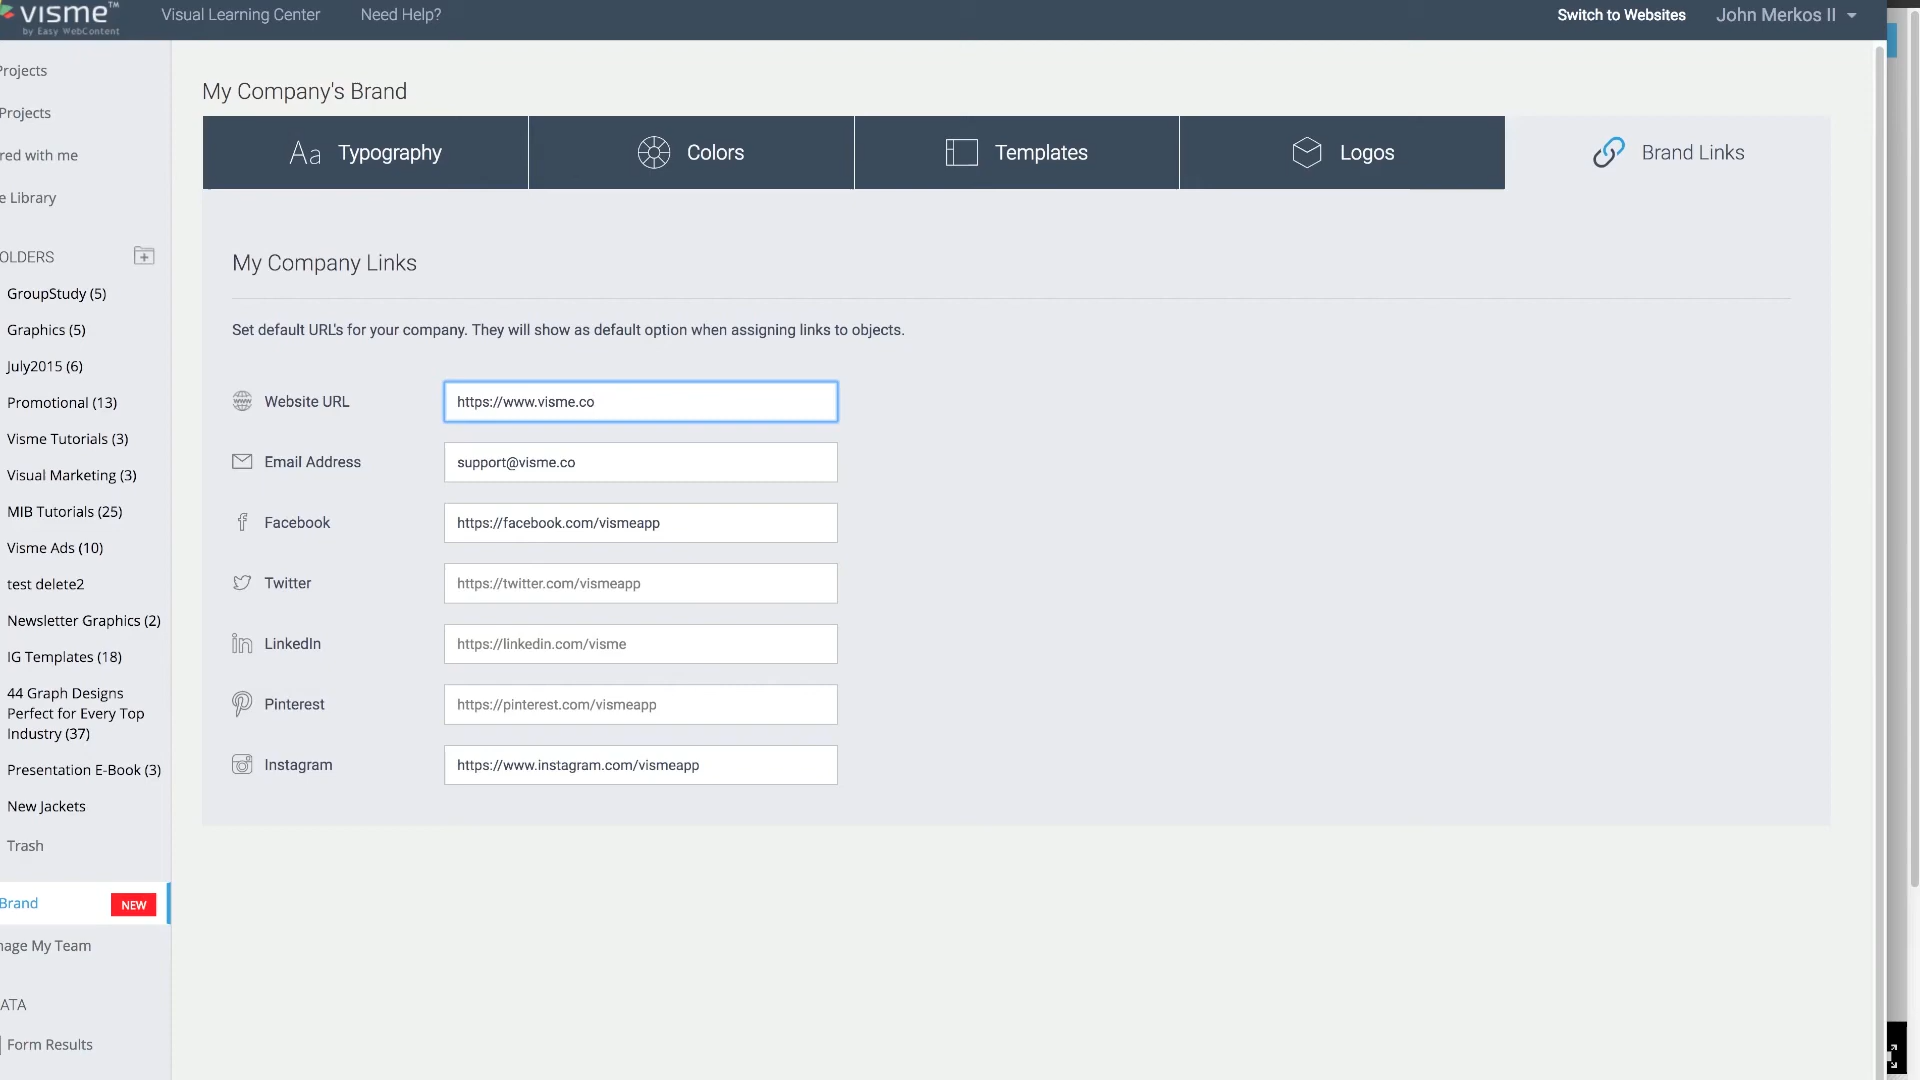 visme™
by Easy WebContent
Visual Learning Center
Need Help?
Switch to Websites
John Merkos II
Projects
Projects
red with me
e Library
OLDERS
GroupStudy (5)
Graphics (5)
July2015 (6)
Promotional (13)
Visme Tutorials (3)
Visual Marketing (3)
MIB Tutorials (25)
Visme Ads (10)
test delete2
Newsletter Graphics (2)
IG Templates (18)
44 Graph Designs
Perfect for Every Top
Industry (37)
Presentation E-Book (3)
New Jackets
Trash
Brand
NEW
nage My Team
ATA
Form Results
My Company's Brand
Aa Typography
Colors
Templates
Logos
Brand Links
My Company Links
Set default URL's for your company. They will show as default option when assigning links to objects.
Website URL
https://www.visme.co
Email Address
support@visme.co
Facebook
https://facebook.com/vismeapp
Twitter
https://twitter.com/vismeapp
LinkedIn
https://linkedin.com/visme
Pinterest
https://pinterest.com/vismeapp
Instagram
https://www.instagram.com/vismeapp